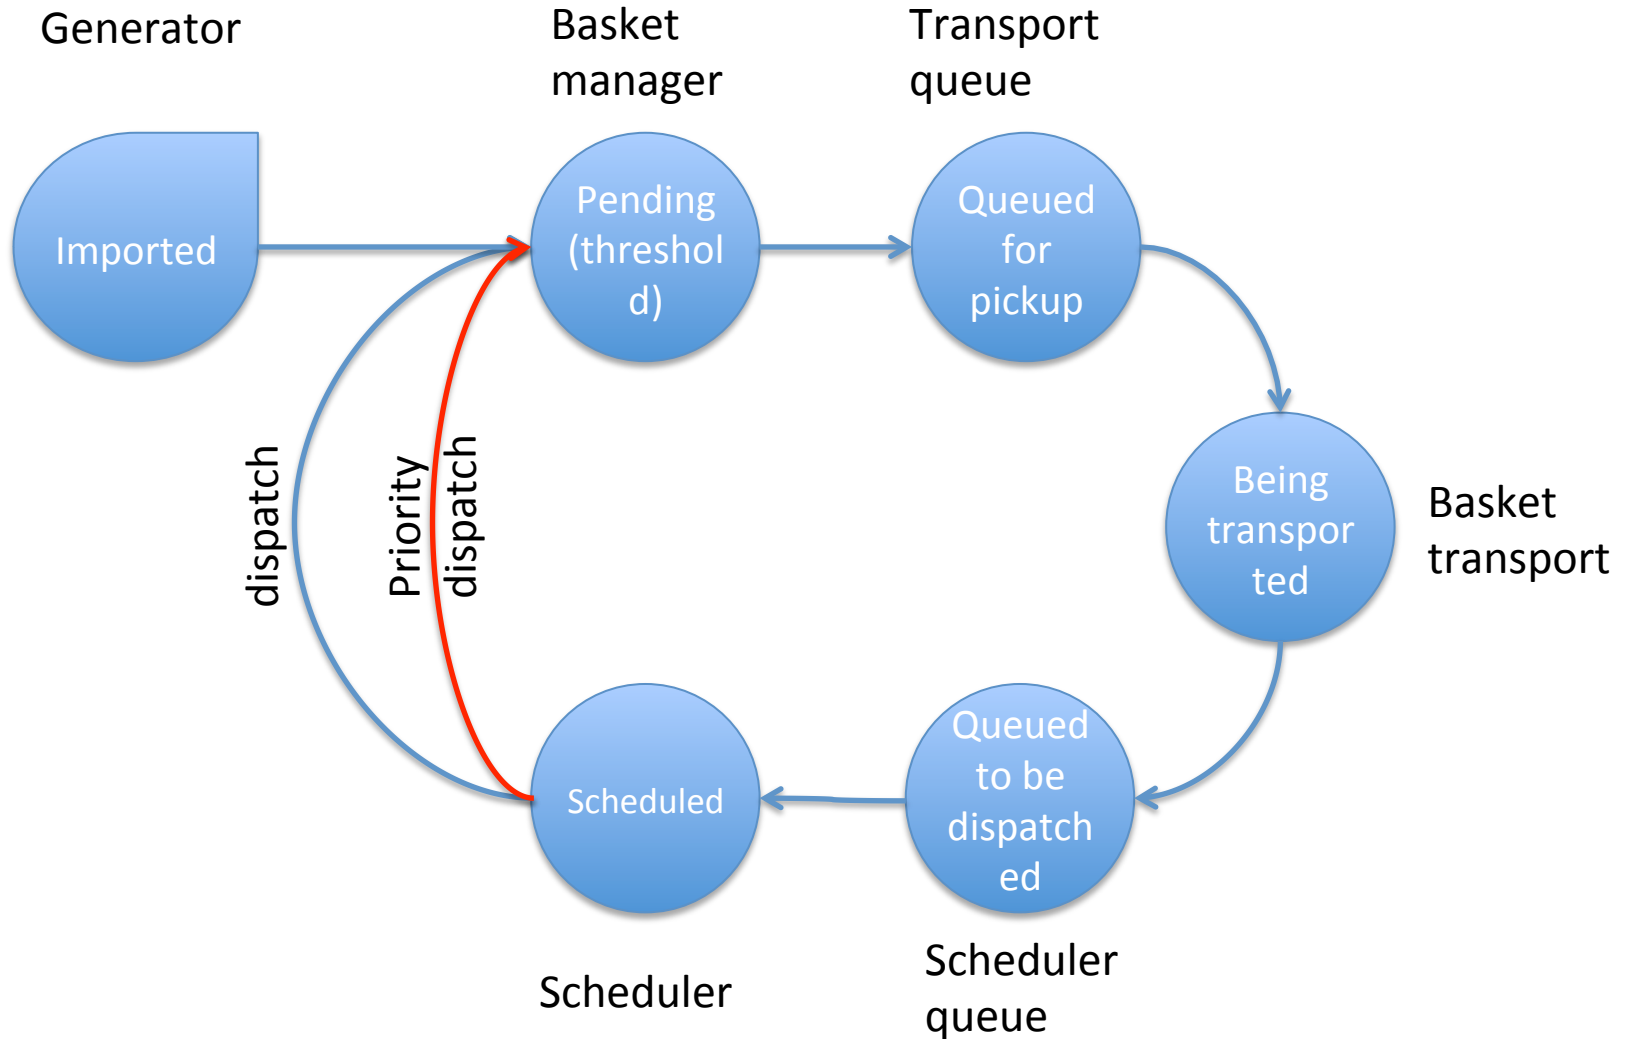 Generator
Basket
manager
Transport
queue
Imported
Pending
(threshol
d)
Queued
for
pickup
Being
transpor
ted
Basket
transport
dispatch
Priority
dispatch
Scheduled
Queued
to be
dispatch
ed
Scheduler
Scheduler
queue